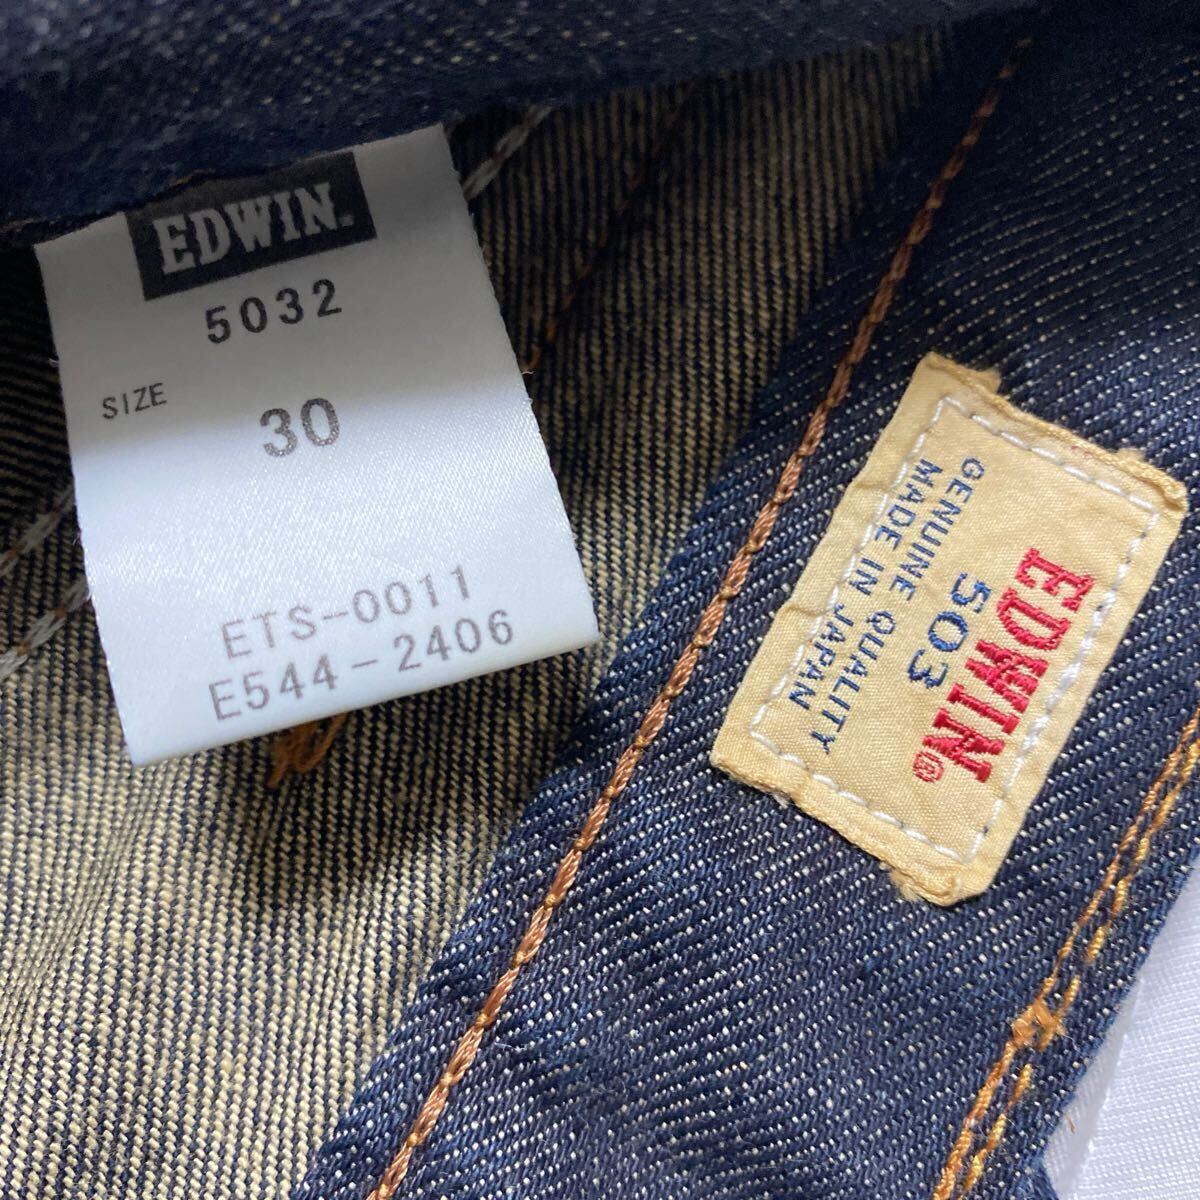 EDWIN.
5032
SIZE
30
ETS-0011
E544-2406
EDWIN®
503
GENUINE QUALITY
MADE IN JAPAN